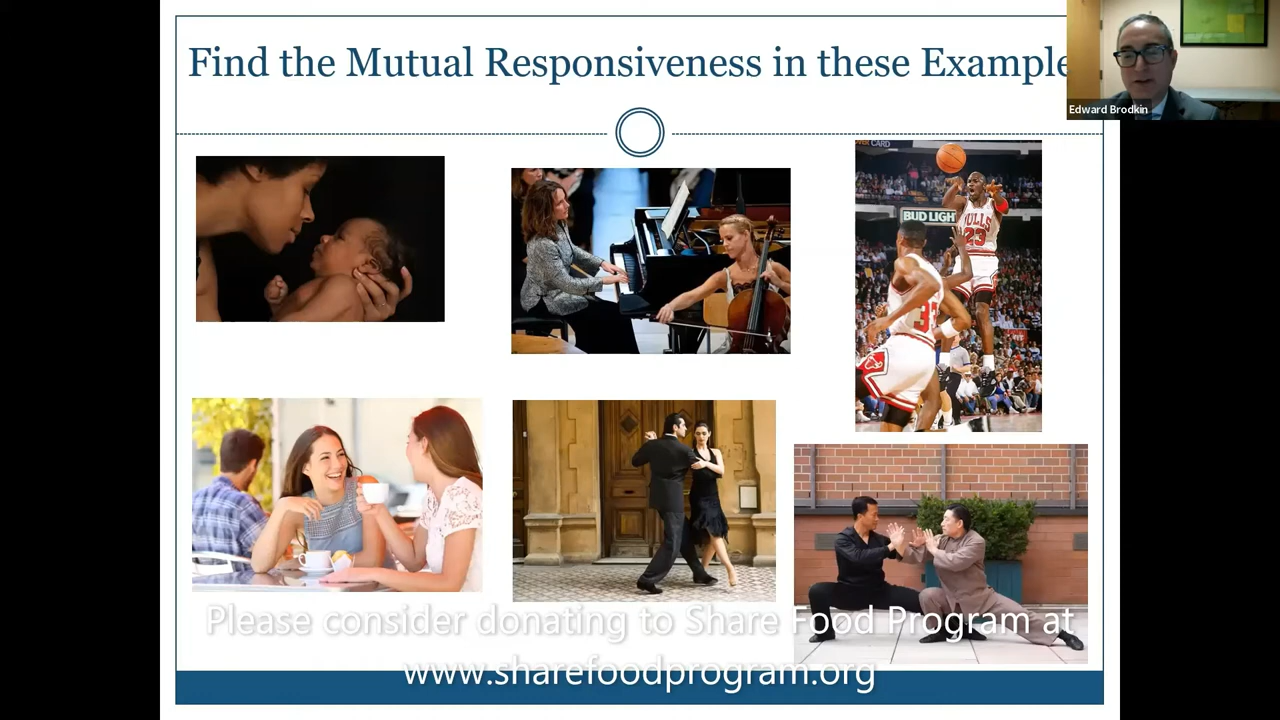 Find the Mutual Responsiveness in these Example
Edward Brodkin
CARD
BUD LIGHT
BULLS
23
33
Please consider donating to Share Food Program at
www.sharefoodprogram.org